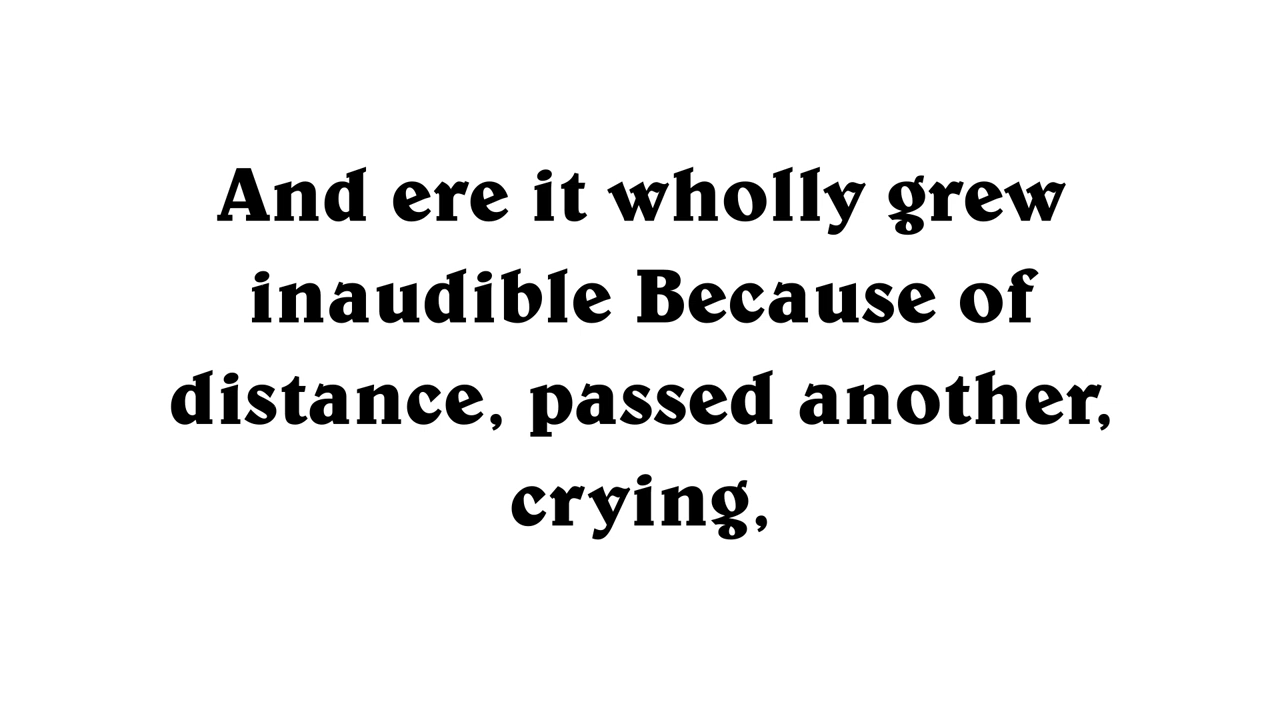 And ere it wholly grew
inaudible Because of
distance, passed another,
crying,